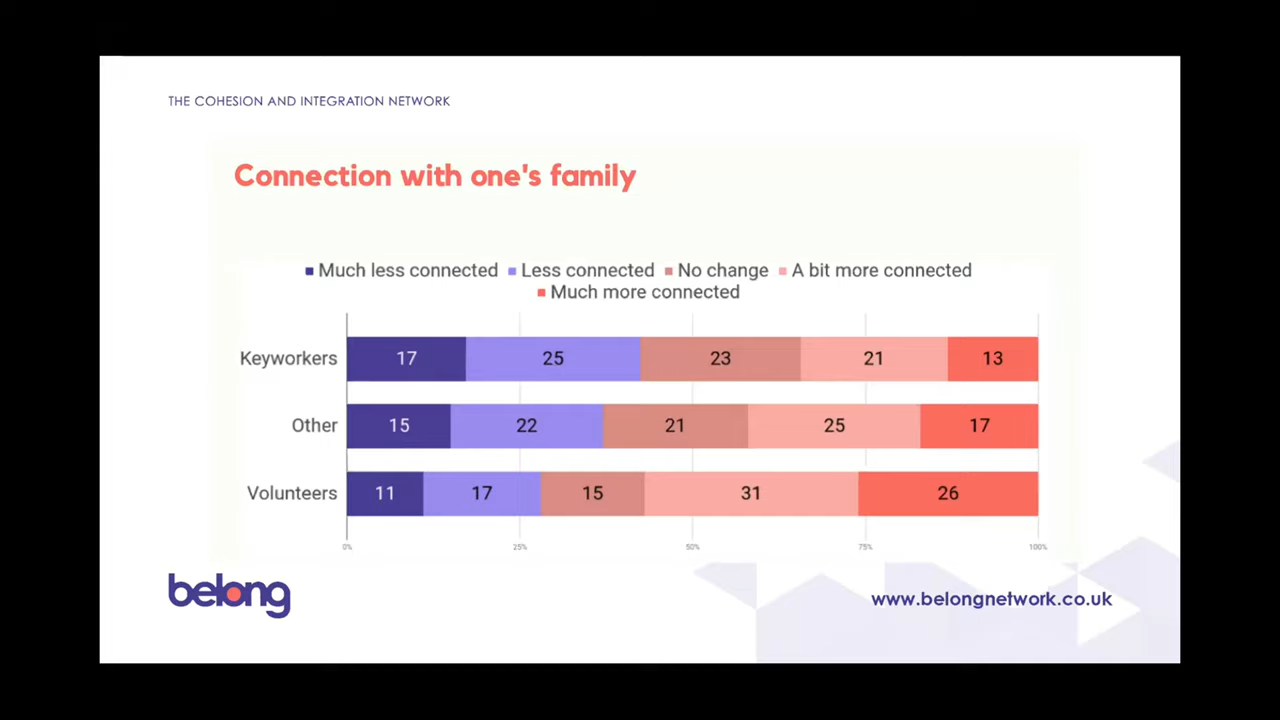 THE COHESION AND INTEGRATION NETWORK
Connection with one's family
Much less connected Less connected No change A bit more connected
Much more connected
Keyworkers 17 25 23 21 13
Other 15 22 21 25 17
Volunteers 11 17 15 31 26
0% 25% 50% 75% 100%
belong
www.belongnetwork.co.uk